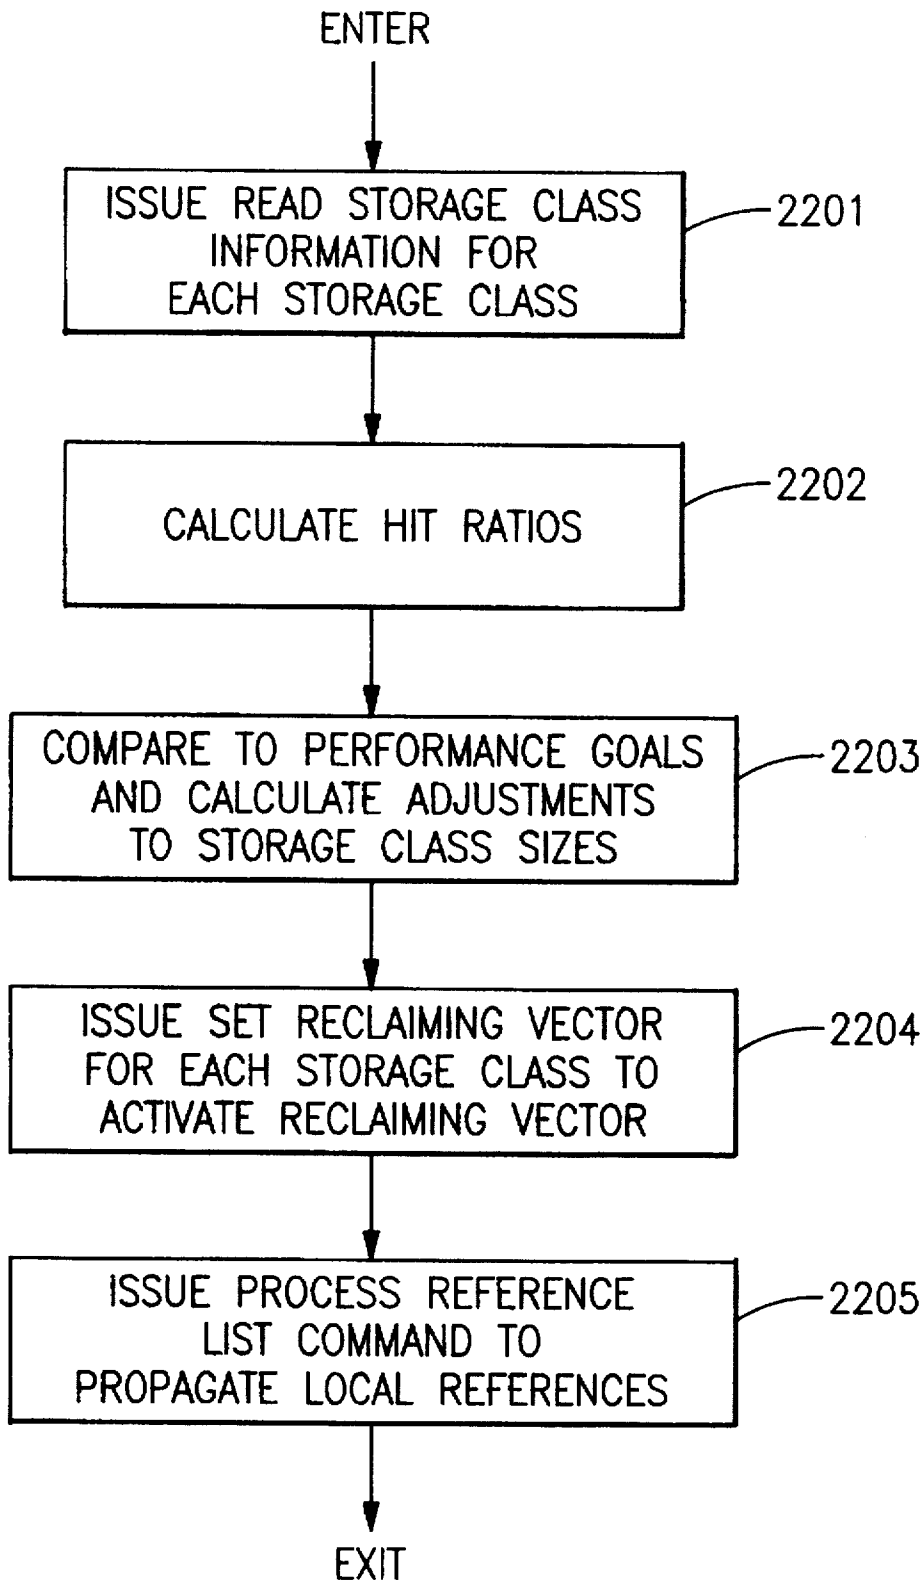 ENTER
ISSUE READ STORAGE CLASS
INFORMATION FOR
EACH STORAGE CLASS
2201
CALCULATE HIT RATIOS
2202
COMPARE TO PERFORMANCE GOALS
AND CALCULATE ADJUSTMENTS
TO STORAGE CLASS SIZES
2203
ISSUE SET RECLAIMING VECTOR
FOR EACH STORAGE CLASS TO
ACTIVATE RECLAIMING VECTOR
2204
ISSUE PROCESS REFERENCE
LIST COMMAND TO
PROPAGATE LOCAL REFERENCES
2205
EXIT